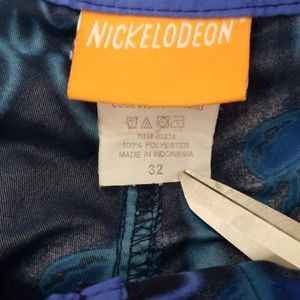 NICKELODEON
100% POLYESTER
MADE IN INDONESIA
32